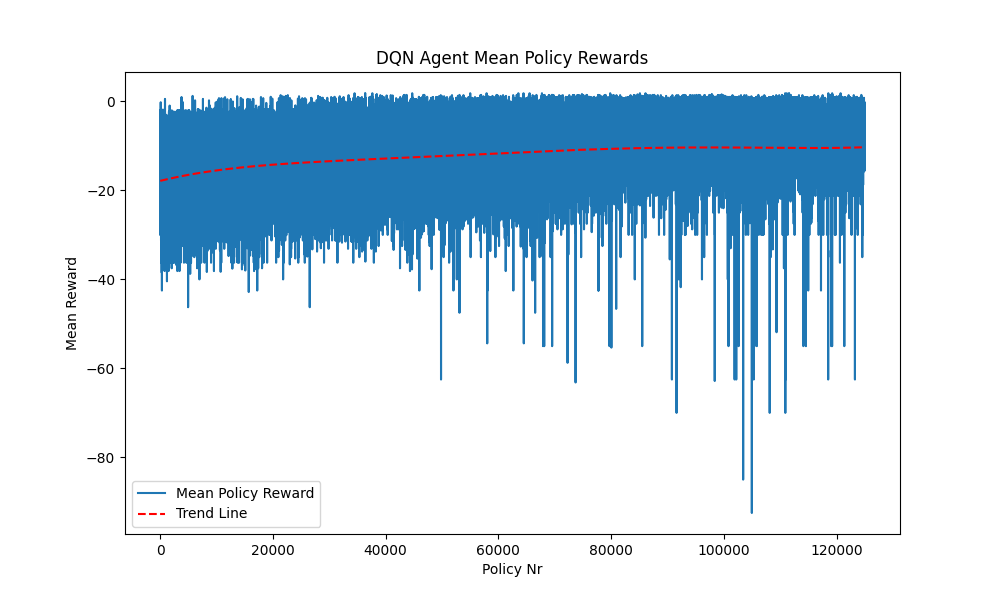 DQN Agent Mean Policy Rewards
Mean Reward
0
−20
−40
−60
−80
Mean Policy Reward
Trend Line
0 20000 40000 60000 80000 100000 120000
Policy Nr